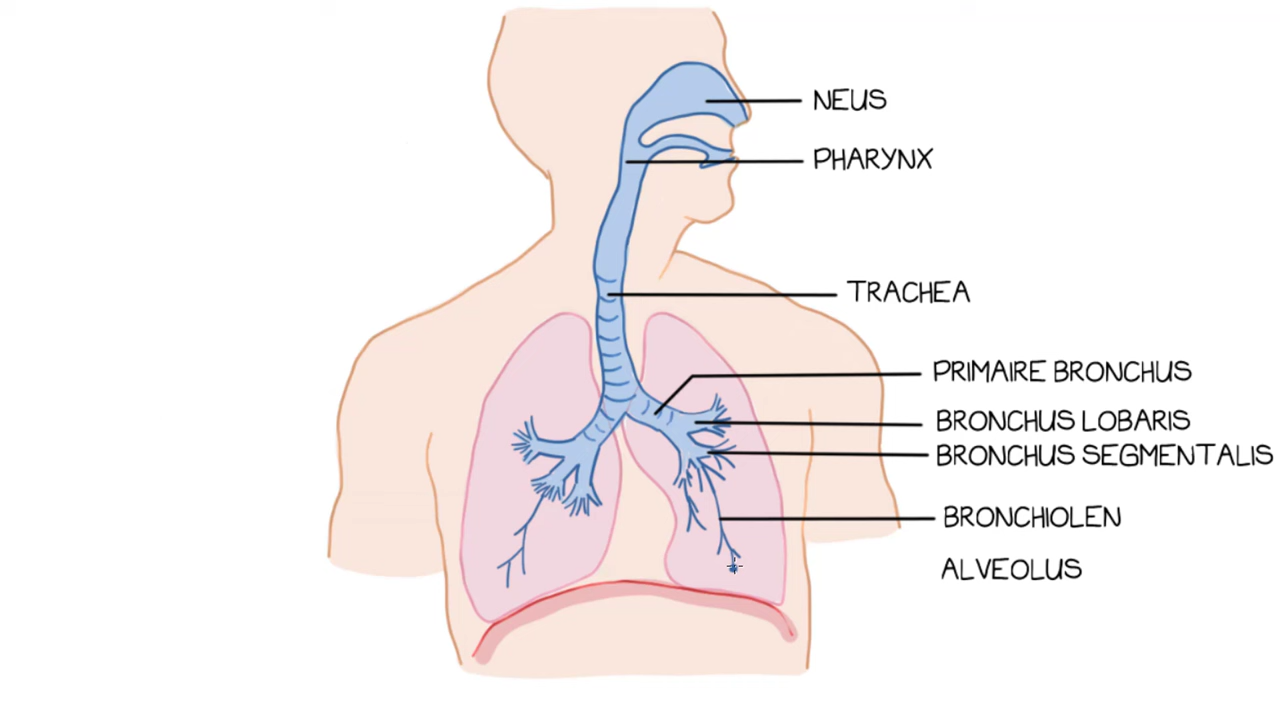 NEUS
PHARYNX
TRACHEA
PRIMAIRE BRONCHUS
BRONCHUS LOBARIS
BRONCHUS SEGMENTALIS
BRONCHIOLEN
ALVEOLUS